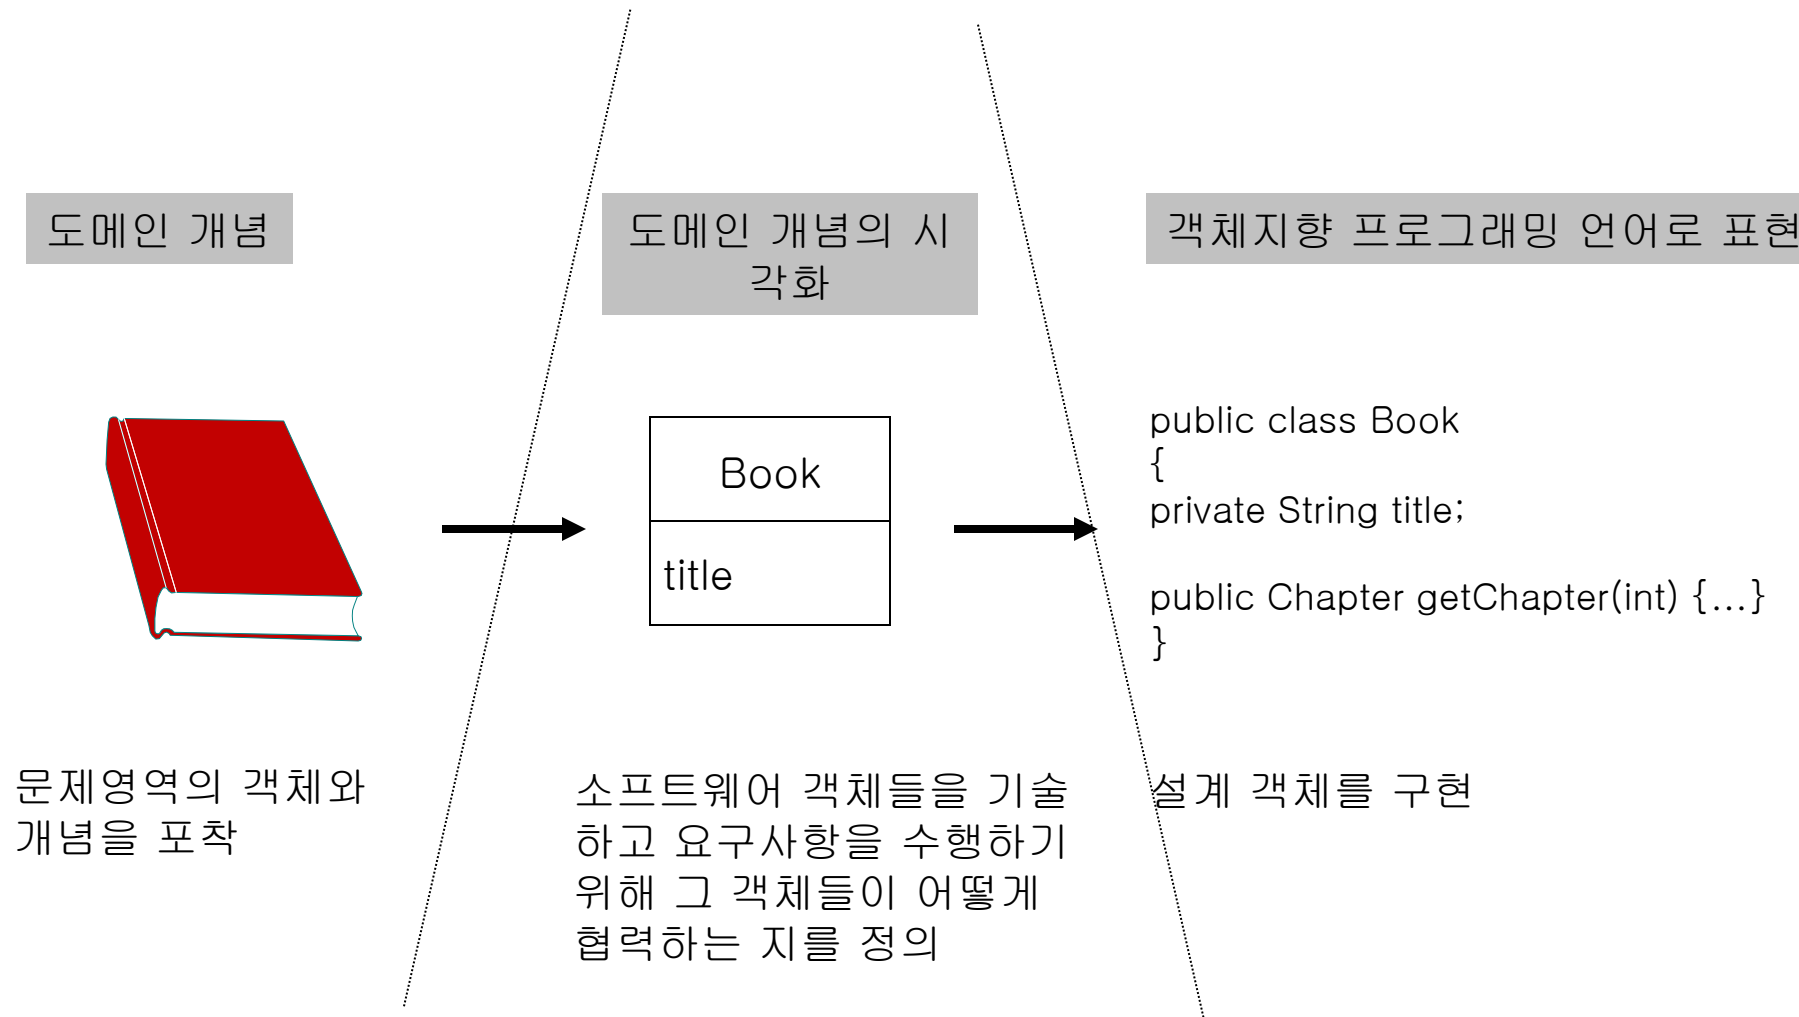 도메인 개념
도메인 개념의 시
각화
객체지향 프로그래밍 언어로 표현
Book
title
public class Book
{
private String title;
public Chapter getChapter(int) {...}
}
문제영역의 객체와
개념을 포착
소프트웨어 객체들을 기술
하고 요구사항을 수행하기
위해 그 객체들이 어떻게
협력하는 지를 정의
설계 객체를 구현